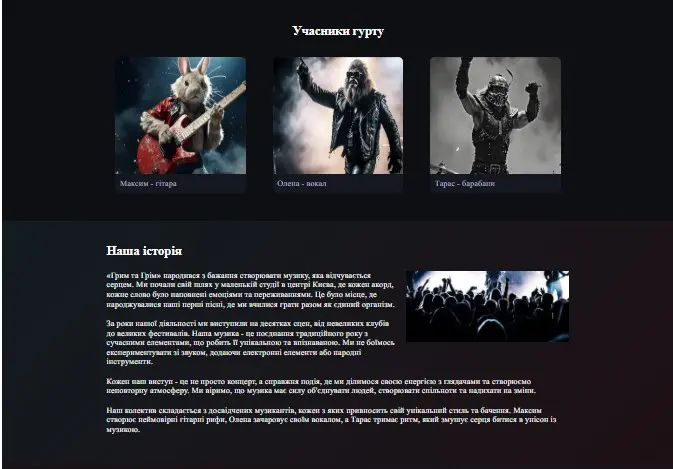 Учасники гурту
Максим - гітара
Олена - вокал
Тарас - барабани
Наша історія
«Грим та Грім» народився з бажання створювати музику, яка відчувається
серцем. Ми почали свій шлях у маленькій студії в центрі Києва, де кожен акорд,
кожне слово було наповнені емоціями та переживаннями. Це було місце, де
народжувалися наші перші пісні, де ми вчилися грати разом як єдиний організм.
За роки нашої діяльності ми виступили на десятках сцен, від невеликих клубів
до великих фестивалів. Наша музика - це поєднання традиційного року з
сучасними елементами, що робить її унікальною та впізнаваною. Ми не боїмось
експериментувати зі звуком, додаючи електронні елементи або народні
інструменти.
Кожен наш виступ - це не просто концерт, а справжня подія, де ми ділимося своєю енергією з глядачами та створюємо
неповторну атмосферу. Ми віримо, що музика має силу об'єднувати людей, створювати спільноти та надихати на зміни.
Наш колектив складається з досвідчених музикантів, кожен з яких привносить свій унікальний стиль та бачення. Максим
створює неймовірні гітарні рифи, Олена зачаровує своїм вокалом, а Тарас тримає ритм, який змушує серця битися в унісон із
музикою.